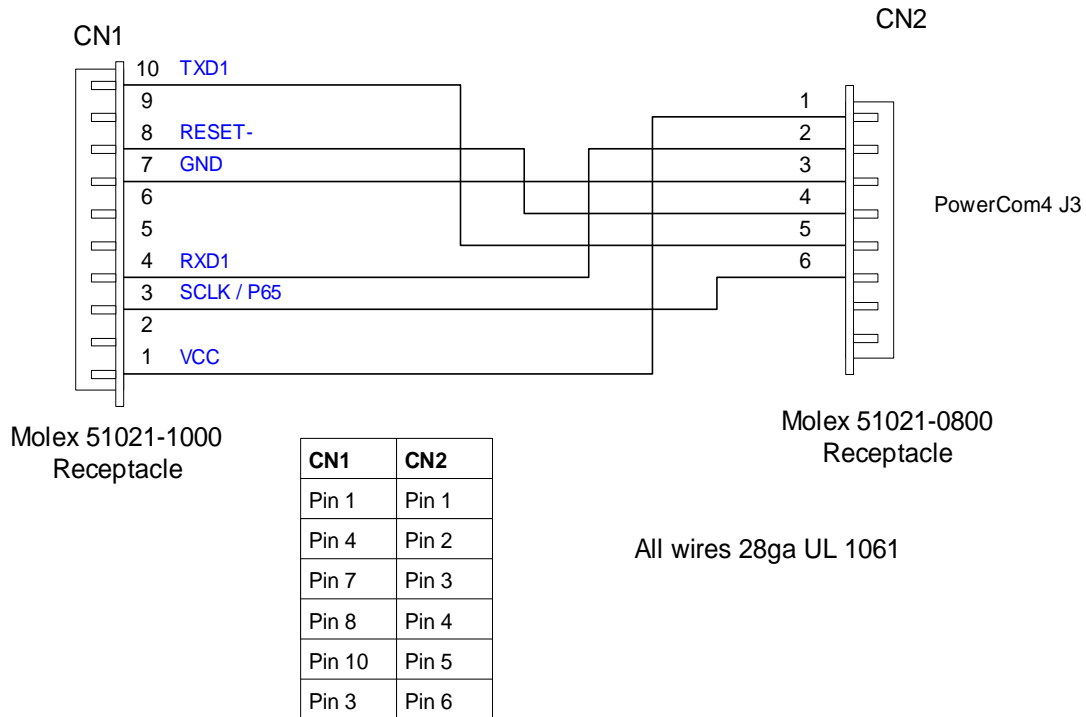 CN1
CN2
10 TXD1
9
8 RESET-
7 GND
6
5
4 RXD1
3 SCLK / P65
2
1 VCC
1
2
3
4
5
6
PowerCom4 J3
Molex 51021-1000
Receptacle
Molex 51021-0800
Receptacle
CN1 CN2
Pin 1 Pin 1
Pin 4 Pin 2
Pin 7 Pin 3
Pin 8 Pin 4
Pin 10 Pin 5
Pin 3 Pin 6
All wires 28ga UL 1061